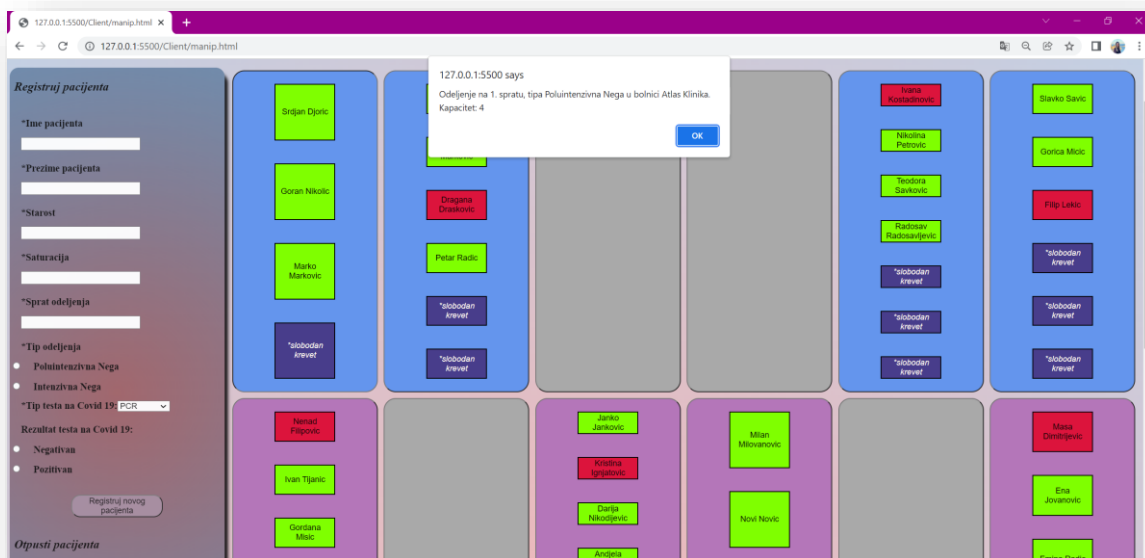 127.0.0.1:5500/Client/manip.html
127.0.0.1:5500/Client/manip.html
127.0.0.1:5500 says
Odeljenje na 1. spratu, tipa Poluintenzivna Nega u bolnici Atlas Klinika.
Kapacitet: 4
OK
Registruj pacijenta
*Ime pacijenta
*Prezime pacijenta
*Starost
*Saturacija
*Sprat odeljenja
*Tip odeljenja
Poluintenzivna Nega
Intenzivna Nega
*Tip testa na Covid 19: PCR
Rezultat testa na Covid 19:
Negativan
Pozitivan
Registruj novog
pacijenta
Otpusti pacijenta
Srdjan Djoric
Goran Nikolic
Marko
Markovic
*slobodan
krevet
Dragana
Draskovic
Petar Radic
*slobodan
krevet
*slobodan
krevet
Ivana
Kostadinovic
Nikolina
Petrovic
Teodora
Savkovic
Radosav
Radosavljevic
*slobodan
krevet
*slobodan
krevet
*slobodan
krevet
Slavko Savic
Gorica Micic
Filip Lekic
*slobodan
krevet
*slobodan
krevet
*slobodan
krevet
Nenad
Filipovic
Ivan Tijanic
Gordana
Misic
Janko
Jankovic
Kristina
Ignjatovic
Darija
Nikodijevic
Andjela
Milan
Milovanovic
Novi Novic
Masa
Dimitrijevic
Ena
Jovanovic